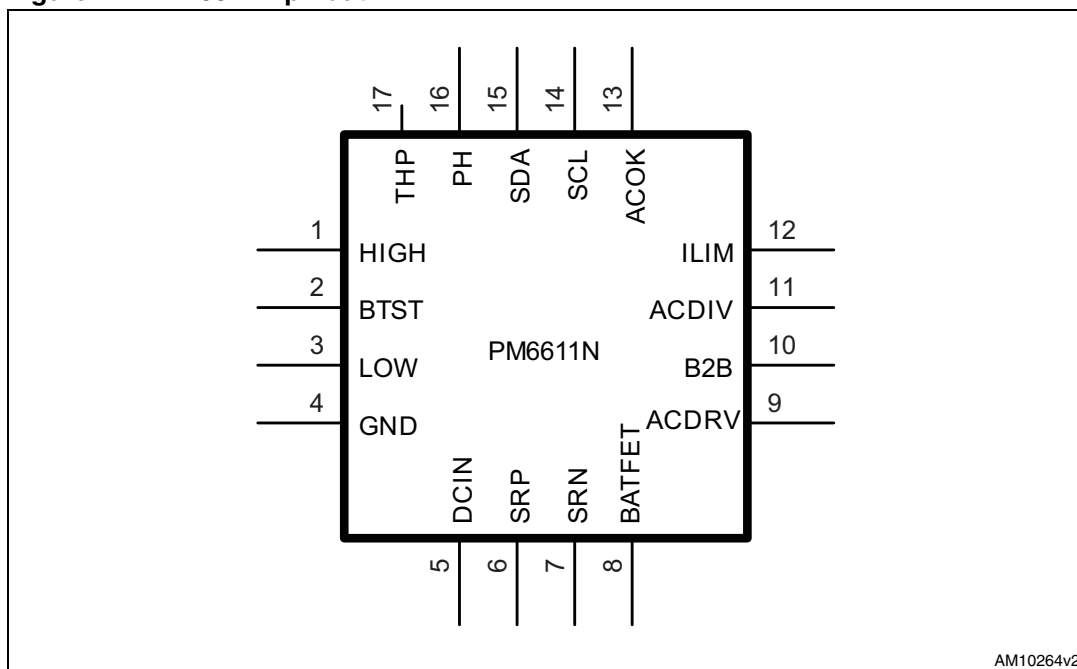 17
16
15
14
13
THP
PH
SDA
SCL
ACOK
1
HIGH
ILIM
12
2
BTST
ACDIV
11
PM6611N
3
LOW
B2B
10
4
GND
ACDRV
9
DCIN
SRP
SRN
BATFET
5
6
7
8
AM10264v2